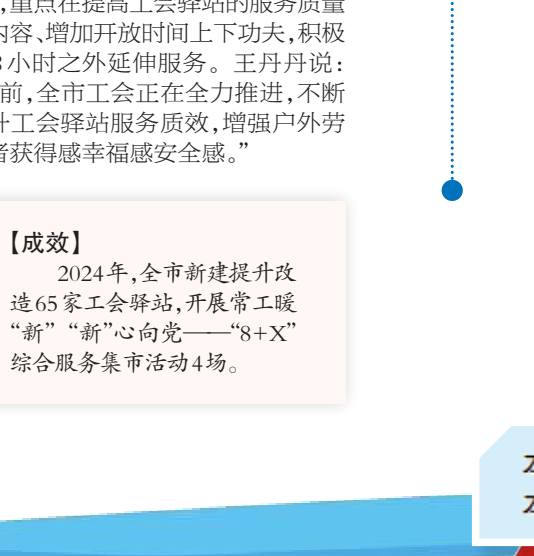 ,重点在提高工会驿站的服务质量
内容、增加开放时间上下功夫,积极
小时之外延伸服务。王丹丹说:
前,全市工会正在全力推进,不断
升工会驿站服务质效,增强户外劳
者获得感幸福感安全感。”
【成效】
2024年,全市新建提升改
造65家工会驿站,开展常工暖
“新”“新”心向党——“8+X”
综合服务集市活动4场。